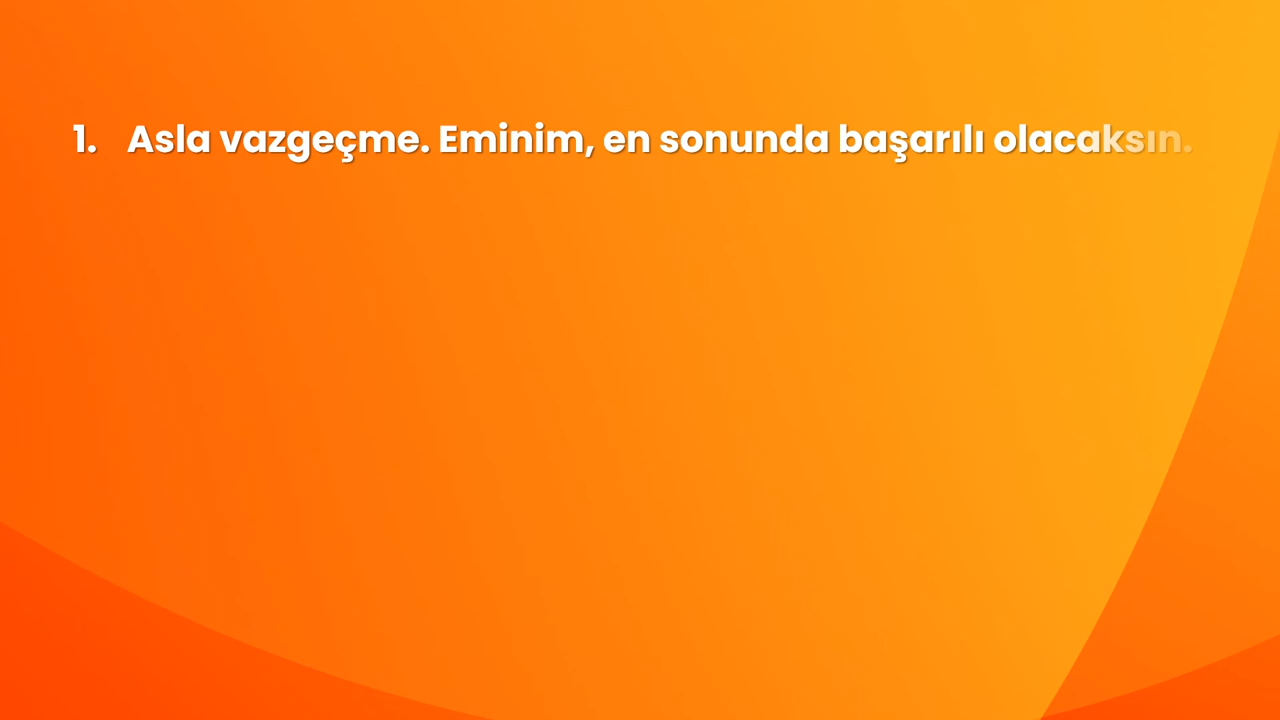 1. Asla vazgeçme. Eminim, en sonunda başarılı olacaksın.